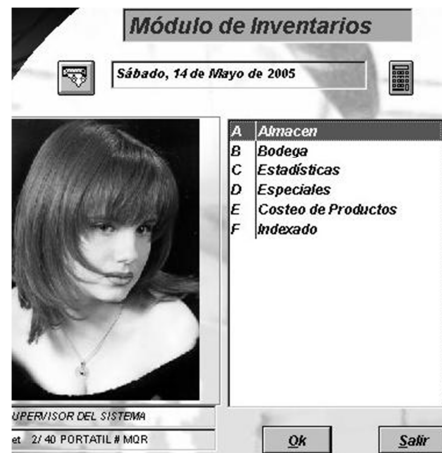 Módulo de Inventarios
Sábado, 14 de Mayo de 2005
A Almacen
B Bodega
C Estadísticas
D Especiales
E Costeo de Productos
F Indexado
UPERVISOR DEL SISTEMA
et 2/ 40 PORTATIL # MQR
Ok
Salir